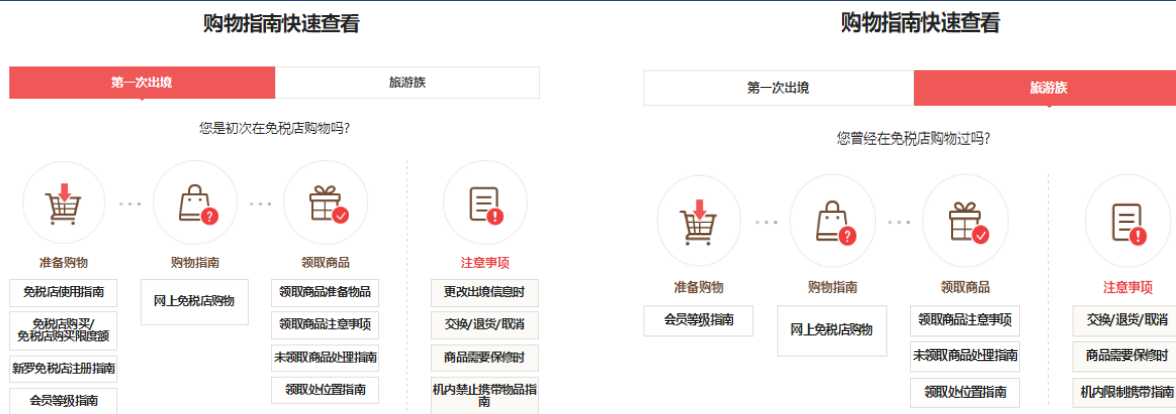 购物指南快速查看
第一次出境
旅游族
您是初次在免税店购物吗?
准备购物
免税店使用指南
免税店购买/
免税店购买限度额
新罗免税店注册指南
会员等级指南
购物指南
网上免税店购物
领取商品
领取商品准备物品
领取商品注意事项
未领取商品处理指南
领取处位置指南
注意事项
更改出境信息时
交换/退货/取消
商品需要保修时
机内禁止携带物品指
南
购物指南快速查看
第一次出境
旅游族
您曾经在免税店购物过吗?
准备购物
会员等级指南
购物指南
网上免税店购物
领取商品
领取商品注意事项
未领取商品处理指南
领取处位置指南
注意事项
交换/退货/取消
商品需要保修时
机内限制携带指南